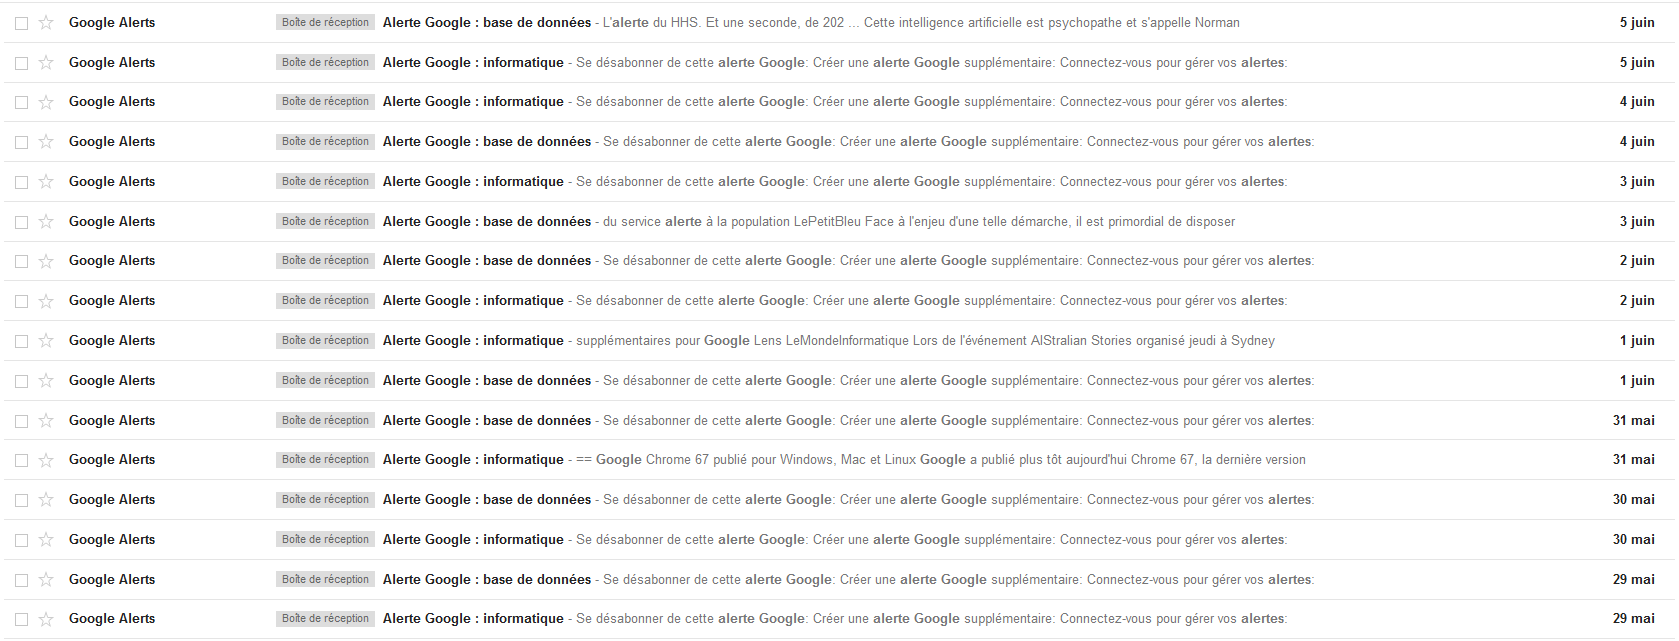 Google Alerts Boîte de réception Alerte Google : base de données - L'alerte du HHS. Et une seconde, de 202 ... Cette intelligence artificielle est psychopathe et s'appelle Norman 5 juin
Google Alerts Boîte de réception Alerte Google : informatique - Se désabonner de cette alerte Google: Créer une alerte Google supplémentaire: Connectez-vous pour gérer vos alertes: 5 juin
Google Alerts Boîte de réception Alerte Google : informatique - Se désabonner de cette alerte Google: Créer une alerte Google supplémentaire: Connectez-vous pour gérer vos alertes: 4 juin
Google Alerts Boîte de réception Alerte Google : base de données - Se désabonner de cette alerte Google: Créer une alerte Google supplémentaire: Connectez-vous pour gérer vos alertes: 4 juin
Google Alerts Boîte de réception Alerte Google : informatique - Se désabonner de cette alerte Google: Créer une alerte Google supplémentaire: Connectez-vous pour gérer vos alertes: 3 juin
Google Alerts Boîte de réception Alerte Google : base de données - du service alerte à la population LePetitBleu Face à l'enjeu d'une telle démarche, il est primordial de disposer 3 juin
Google Alerts Boîte de réception Alerte Google : base de données - Se désabonner de cette alerte Google: Créer une alerte Google supplémentaire: Connectez-vous pour gérer vos alertes: 2 juin
Google Alerts Boîte de réception Alerte Google : informatique - Se désabonner de cette alerte Google: Créer une alerte Google supplémentaire: Connectez-vous pour gérer vos alertes: 2 juin
Google Alerts Boîte de réception Alerte Google : informatique - supplémentaires pour Google Lens LeMondeInformatique Lors de l'événement AIStralian Stories organisé jeudi à Sydney 1 juin
Google Alerts Boîte de réception Alerte Google : base de données - Se désabonner de cette alerte Google: Créer une alerte Google supplémentaire: Connectez-vous pour gérer vos alertes: 1 juin
Google Alerts Boîte de réception Alerte Google : base de données - Se désabonner de cette alerte Google: Créer une alerte Google supplémentaire: Connectez-vous pour gérer vos alertes: 31 mai
Google Alerts Boîte de réception Alerte Google : informatique - == Google Chrome 67 publié pour Windows, Mac et Linux Google a publié plus tôt aujourd'hui Chrome 67, la dernière version 31 mai
Google Alerts Boîte de réception Alerte Google : base de données - Se désabonner de cette alerte Google: Créer une alerte Google supplémentaire: Connectez-vous pour gérer vos alertes: 30 mai
Google Alerts Boîte de réception Alerte Google : informatique - Se désabonner de cette alerte Google: Créer une alerte Google supplémentaire: Connectez-vous pour gérer vos alertes: 30 mai
Google Alerts Boîte de réception Alerte Google : base de données - Se désabonner de cette alerte Google: Créer une alerte Google supplémentaire: Connectez-vous pour gérer vos alertes: 29 mai
Google Alerts Boîte de réception Alerte Google : informatique - Se désabonner de cette alerte Google: Créer une alerte Google supplémentaire: Connectez-vous pour gérer vos alertes: 29 mai